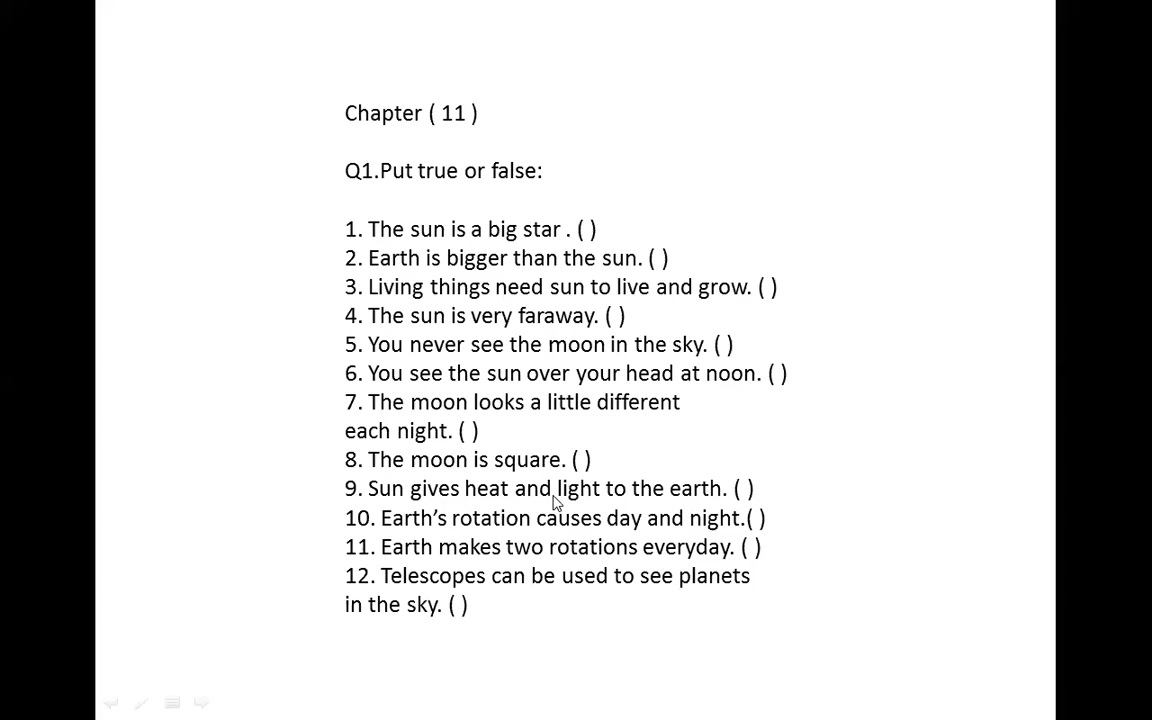 Chapter ( 11 )
Q1.Put true or false:
1. The sun is a big star . ( )
2. Earth is bigger than the sun. ( )
3. Living things need sun to live and grow. ( )
4. The sun is very faraway. ( )
5. You never see the moon in the sky. ( )
6. You see the sun over your head at noon. ( )
7. The moon looks a little different
each night. ( )
8. The moon is square. ( )
9. Sun gives heat and light to the earth. ( )
10. Earth’s rotation causes day and night.( )
11. Earth makes two rotations everyday. ( )
12. Telescopes can be used to see planets
in the sky. ( )